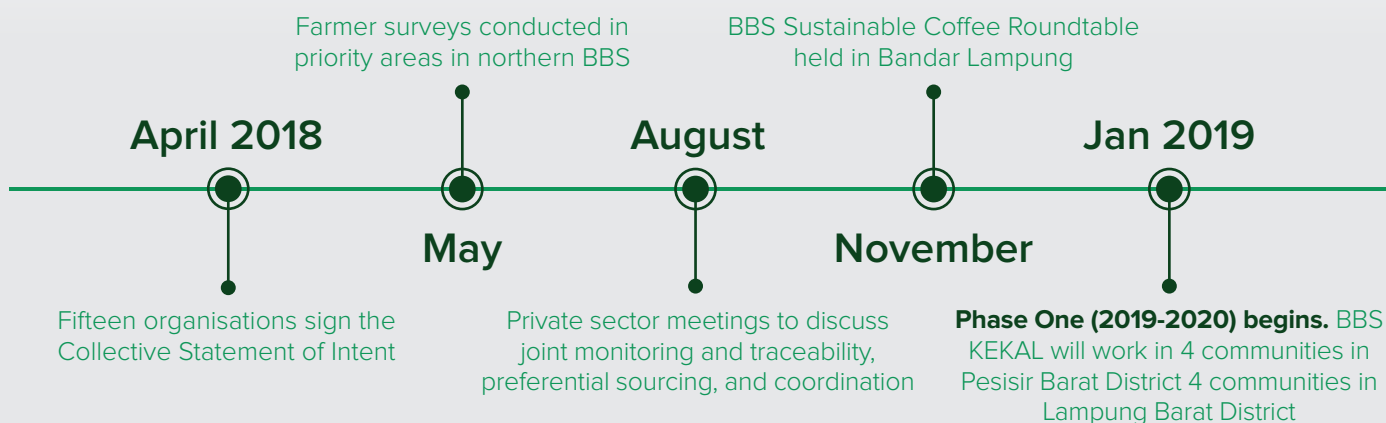 April 2018
Fifteen organisations sign the
Collective Statement of Intent
Farmer surveys conducted in
priority areas in northern BBS
May
August
Private sector meetings to discuss
joint monitoring and traceability,
preferential sourcing, and coordination
BBS Sustainable Coffee Roundtable
held in Bandar Lampung
November
Jan 2019
Phase One (2019-2020) begins. BBS
KEKAL will work in 4 communities in
Pesisir Barat District 4 communities in
Lampung Barat District